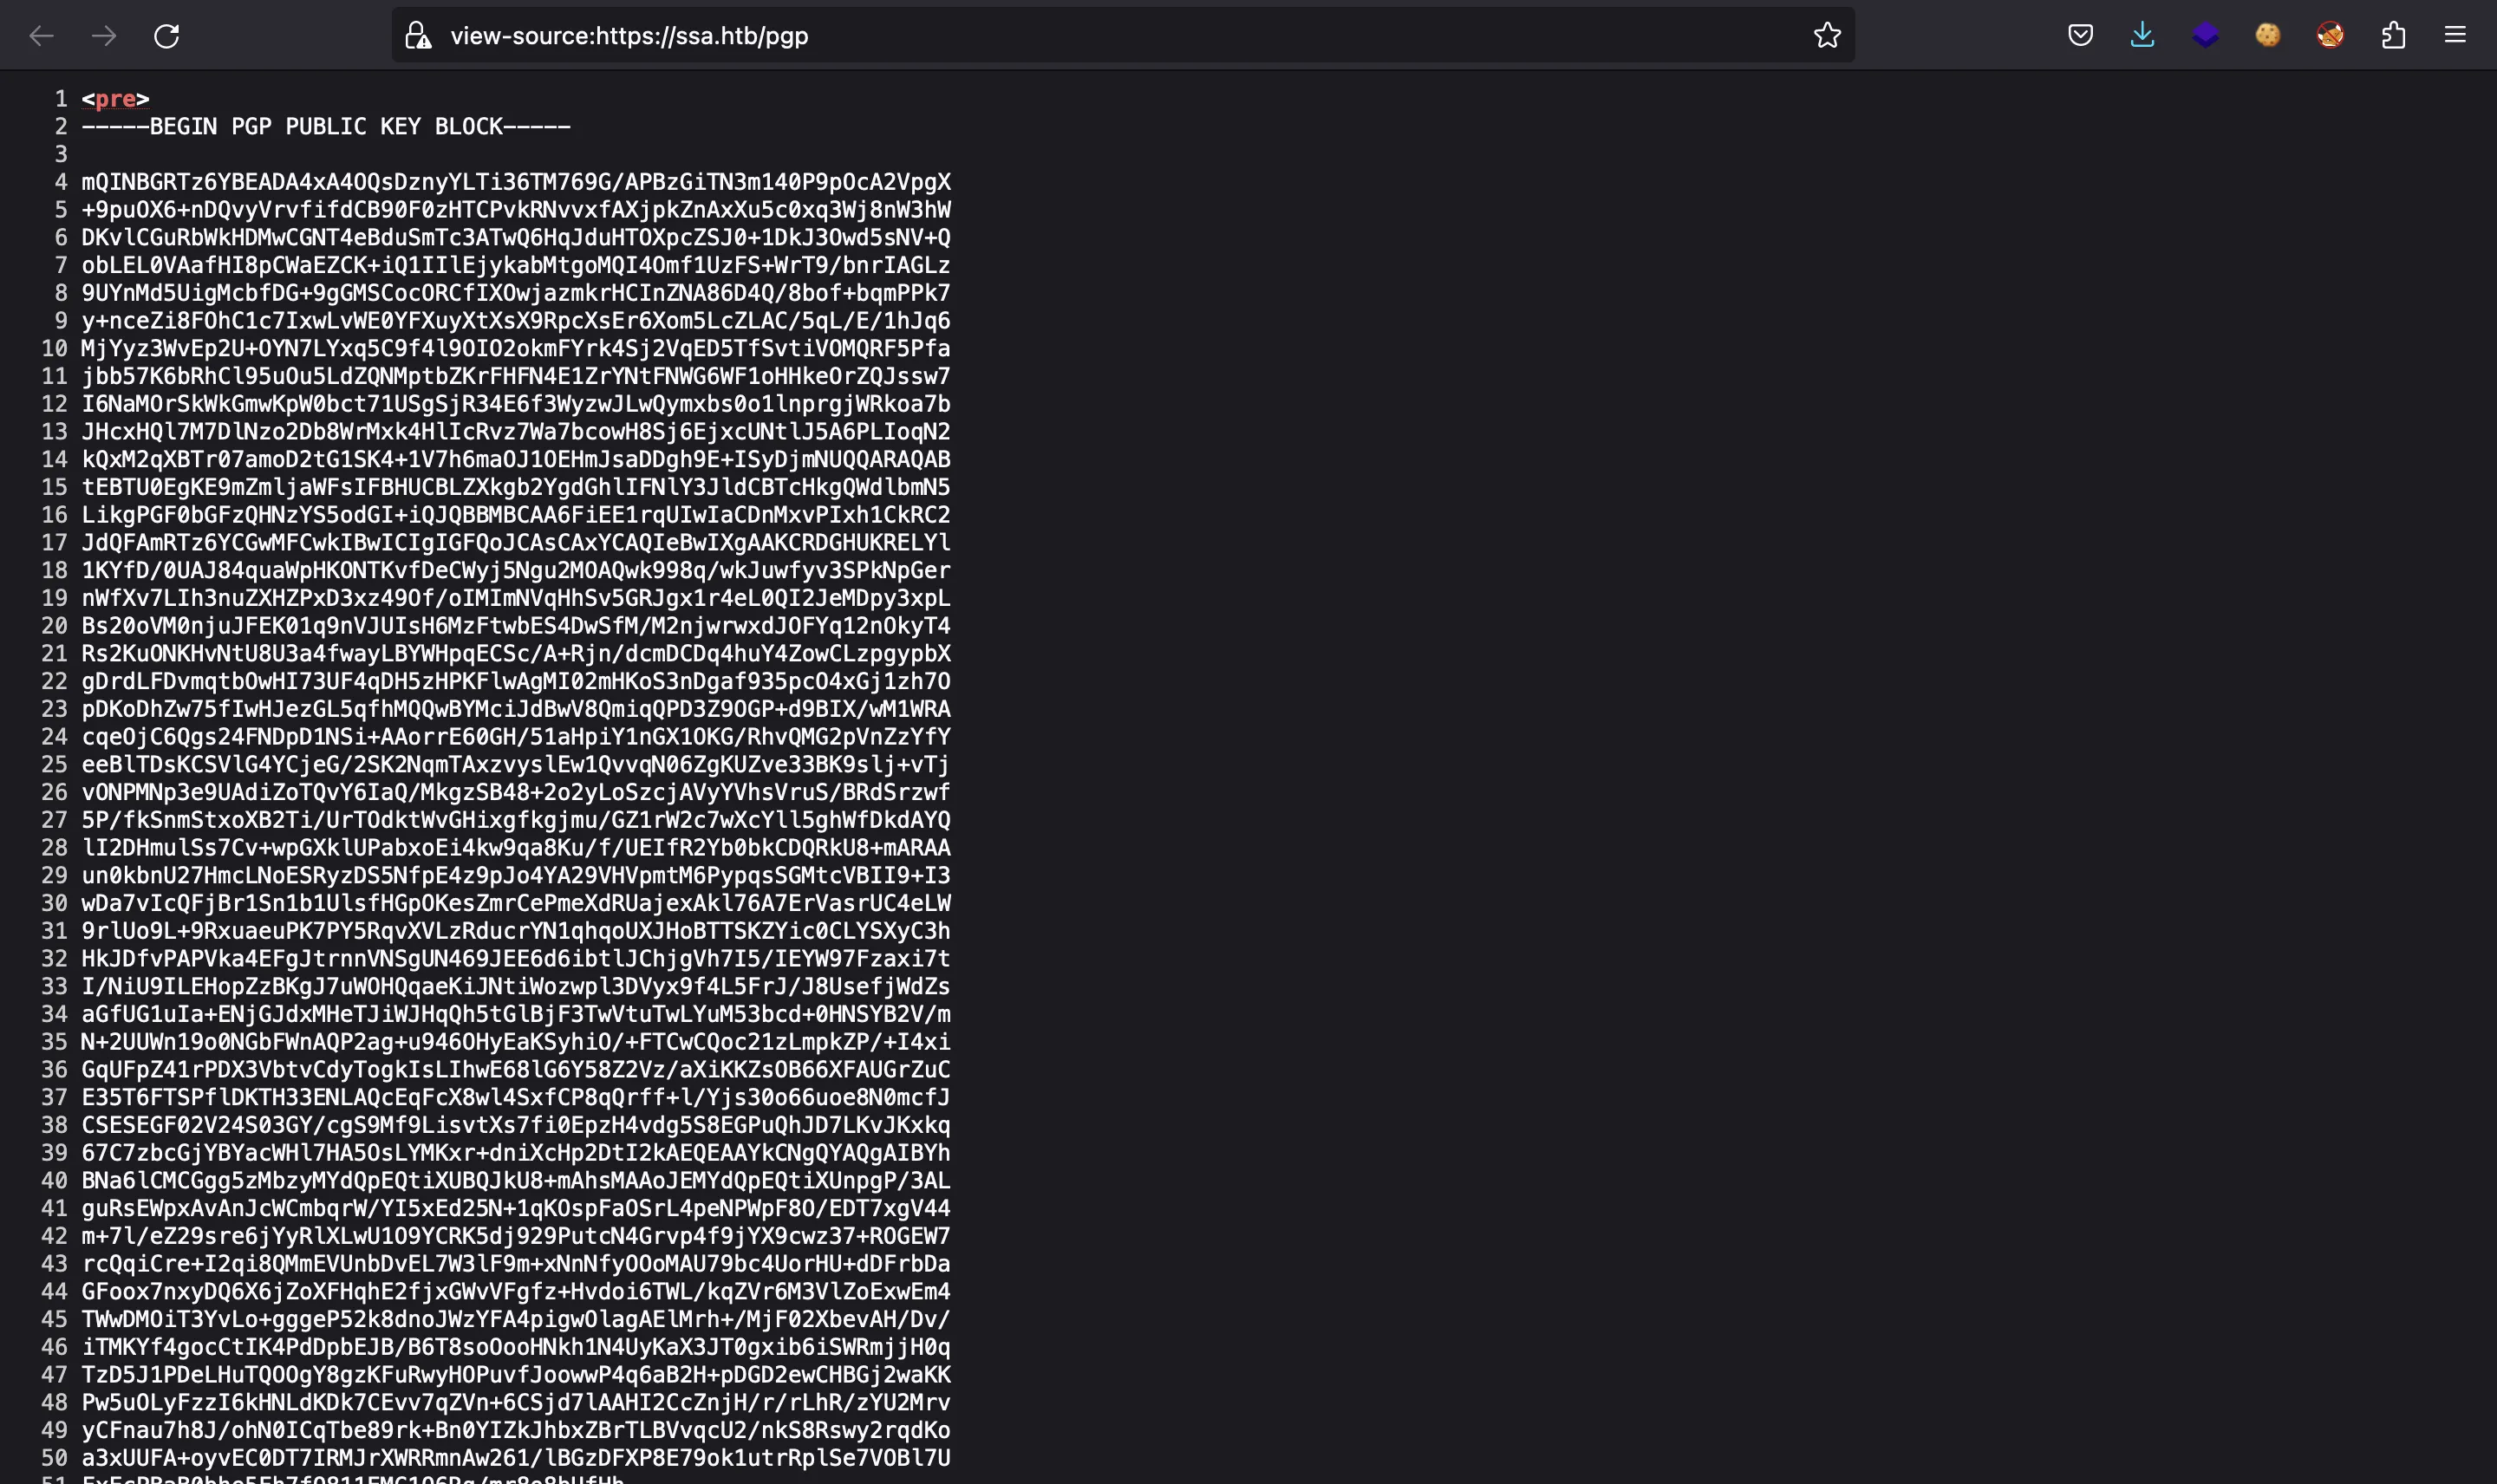 view-source:https://ssa.htb/pgp
1 <pre>
2 -----BEGIN PGP PUBLIC KEY BLOCK-----
3
4 mQINBGRTz6YBEADA4xA4OQsDznyYLTi36TM769G/APBzGiTN3m140P9pOcA2VpgX
5 +9puOX6+nDQvyVrvfifdCB90F0zHTCPvkRNvvxfAXjpkZnAxXu5c0xq3Wj8nW3hW
6 DKvlCGuRbWkHDMwCGNT4eBduSmTc3ATwQ6HqJduHTOXpcZSJ0+1DkJ3Owd5sNV+Q
7 obLEL0VAafHI8pCWaEZCK+iQ1IIlEjykabMtgoMQI4Omf1UzFS+WrT9/bnrIAGLz
8 9UYnMd5UigMcbfDG+9gGMSCocORCfIXOwjazmkrHCInZNA86D4Q/8bof+bqmPPk7
9 y+nceZi8FOhC1c7IxwLvWE0YFXuyXtXsX9RpcXsEr6Xom5LcZLAC/5qL/E/1hJq6
10 MjYyz3WvEp2U+OYN7LYxq5C9f4l9OIO2okmFYrk4Sj2VqED5TfSvtiVOMQRF5Pfa
11 jbb57K6bRhCl95uOu5LdZQNMptbZKrFHFN4E1ZrYNtFNWG6WF1oHHkeOrZQJssw7
12 I6NaMOrSkWkGmwKpW0bct71USgSjR34E6f3WyzwJLwQymxbs0o1lnprgjWRkoa7b
13 JHcxHQl7M7DlNzo2Db8WrMxk4HlIcRvz7Wa7bcowH8Sj6EjxcUNtlJ5A6PLIoqN2
14 kQxM2qXBTr07amoD2tG1SK4+1V7h6maOJ1OEHmJsaDDgh9E+ISyDjmNUQQARAQAB
15 tEBTU0EgKE9mZmljaWFsIFBHUCBLZXkgb2YgdGhlIFNlY3JldCBTcHkgQWdlbmN5
16 LikgPGF0bGFzQHNzYS5odGI+iQJQBBMBCAA6FiEE1rqUIwIaCDnMxvPIxh1CkRC2
17 JdQFAmRTz6YCGwMFCwkIBwICIgIGFQoJCAsCAxYCAQIeBwIXgAAKCRDGHUKRELYl
18 1KYfD/0UAJ84quaWpHKONTKvfDeCWyj5Ngu2MOAQwk998q/wkJuwfyv3SPkNpGer
19 nWfXv7LIh3nuZXHZPxD3xz49Of/oIMImNVqHhSv5GRJgx1r4eL0QI2JeMDpy3xpL
20 Bs20oVM0njuJFEK01q9nVJUIsH6MzFtwbES4DwSfM/M2njwrwxdJOFYq12nOkyT4
21 Rs2KuONKHvNtU8U3a4fwayLBYWHpqECSc/A+Rjn/dcmDCDq4huY4ZowCLzpgypbX
22 gDrdLFDvmqtbOwHI73UF4qDH5zHPKFlwAgMI02mHKoS3nDgaf935pcO4xGj1zh7O
23 pDKoDhZw75fIwHJezGL5qfhMQQwBYMciJdBwV8QmiqQPD3Z9OGP+d9BIX/wM1WRA
24 cqeOjC6Qgs24FNDpD1NSi+AAorrE60GH/51aHpiY1nGX1OKG/RhvQMG2pVnZzYfY
25 eeBlTDsKCSVlG4YCjeG/2SK2NqmTAxzvyslEw1QvvqN06ZgKUZve33BK9slj+vTj
26 vONPMNp3e9UAdiZoTQvY6IaQ/MkgzSB48+2o2yLoSzcjAVyYVhsVruS/BRdSrzwf
27 5P/fkSnmStxoXB2Ti/UrTOdktWvGHixgfkgjmu/GZ1rW2c7wXcYll5ghWfDkdAYQ
28 lI2DHmulSs7Cv+wpGXklUPabxoEi4kw9qa8Ku/f/UEIfR2Yb0bkCDQRkU8+mARAA
29 un0kbnU27HmcLNoESRyzDS5NfpE4z9pJo4YA29VHVpmtM6PypqsSGMtcVBII9+I3
30 wDa7vIcQFjBr1Sn1b1UlsfHGpOKesZmrCePmeXdRUajexAkl76A7ErVasrUC4eLW
31 9rlUo9L+9RxuaeuPK7PY5RqvXVLzRducrYN1qhqoUXJHoBTTSKZYic0CLYSXyC3h
32 HkJDfvPAPVka4EFgJtrnnVNSgUN469JEE6d6ibtlJChjgVh7I5/IEYW97Fzaxi7t
33 I/NiU9ILEHopZzBKgJ7uWOHQqaeKiJNtiWozwpl3DVyx9f4L5FrJ/J8UsefjWdZs
34 aGfUG1uIa+ENjGJdxMHeTJiWJHqQh5tGlBjF3TwVtuTwLYuM53bcd+0HNSYB2V/m
35 N+2UUWn19o0NGbFWnAQP2ag+u946OHyEaKSyhiO/+FTCwCQoc21zLmpkZP/+I4xi
36 GqUFpZ41rPDX3VbtvCdyTogkIsLIhwE68lG6Y58Z2Vz/aXiKKZsOB66XFAUGrZuC
37 E35T6FTSPflDKTH33ENLAQcEqFcX8wl4SxfCP8qQrff+l/Yjs30o66uoe8N0mcfJ
38 CSESEGF02V24S03GY/cgS9Mf9LisvtXs7fi0EpzH4vdg5S8EGPuQhJD7LKvJKxkq
39 67C7zbcGjYBYacWHl7HA5OsLYMKxr+dniXcHp2DtI2kAEQEAAYkCNgQYAQgAIBYh
40 BNa6lCMCGgg5zMbzyMYdQpEQtiXUBQJkU8+mAhsMAAoJEMYdQpEQtiXUnpgP/3AL
41 guRsEWpxAvAnJcWCmbqrW/YI5xEd25N+1qKOspFaOSrL4peNPWpF8O/EDT7xgV44
42 m+7l/eZ29sre6jYyRlXLwU1O9YCRK5dj929PutcN4Grvp4f9jYX9cwz37+ROGEW7
43 rcQqiCre+I2qi8QMmEVUnbDvEL7W3lF9m+xNnNfyOOoMAU79bc4UorHU+dDFrbDa
44 GFoox7nxyDQ6X6jZoXFHqhE2fjxGWvVFgfz+Hvdoi6TWL/kqZVr6M3VlZoExwEm4
45 TWwDMOiT3YvLo+gggeP52k8dnoJWzYFA4pigwOlagAElMrh+/MjF02XbevAH/Dv/
46 iTMKYf4gocCtIK4PdDpbEJB/B6T8soOooHNkh1N4UyKaX3JT0gxib6iSWRmjjH0q
47 TzD5J1PDeLHuTQOOgY8gzKFuRwyHOPuvfJoowwP4q6aB2H+pDGD2ewCHBGj2waKK
48 Pw5uOLyFzzI6kHNLdKDk7CEvv7qZVn+6CSjd7lAAHI2CcZnjH/r/rLhR/zYU2Mrv
49 yCFnau7h8J/ohN0ICqTbe89rk+Bn0YIZkJhbxZBrTLBVvqcU2/nkS8Rswy2rqdKo
50 a3xUUFA+oyvEC0DT7IRMJrXWRRmnAw261/lBGzDFXP8E79ok1utrRplSe7VOBl7U
51